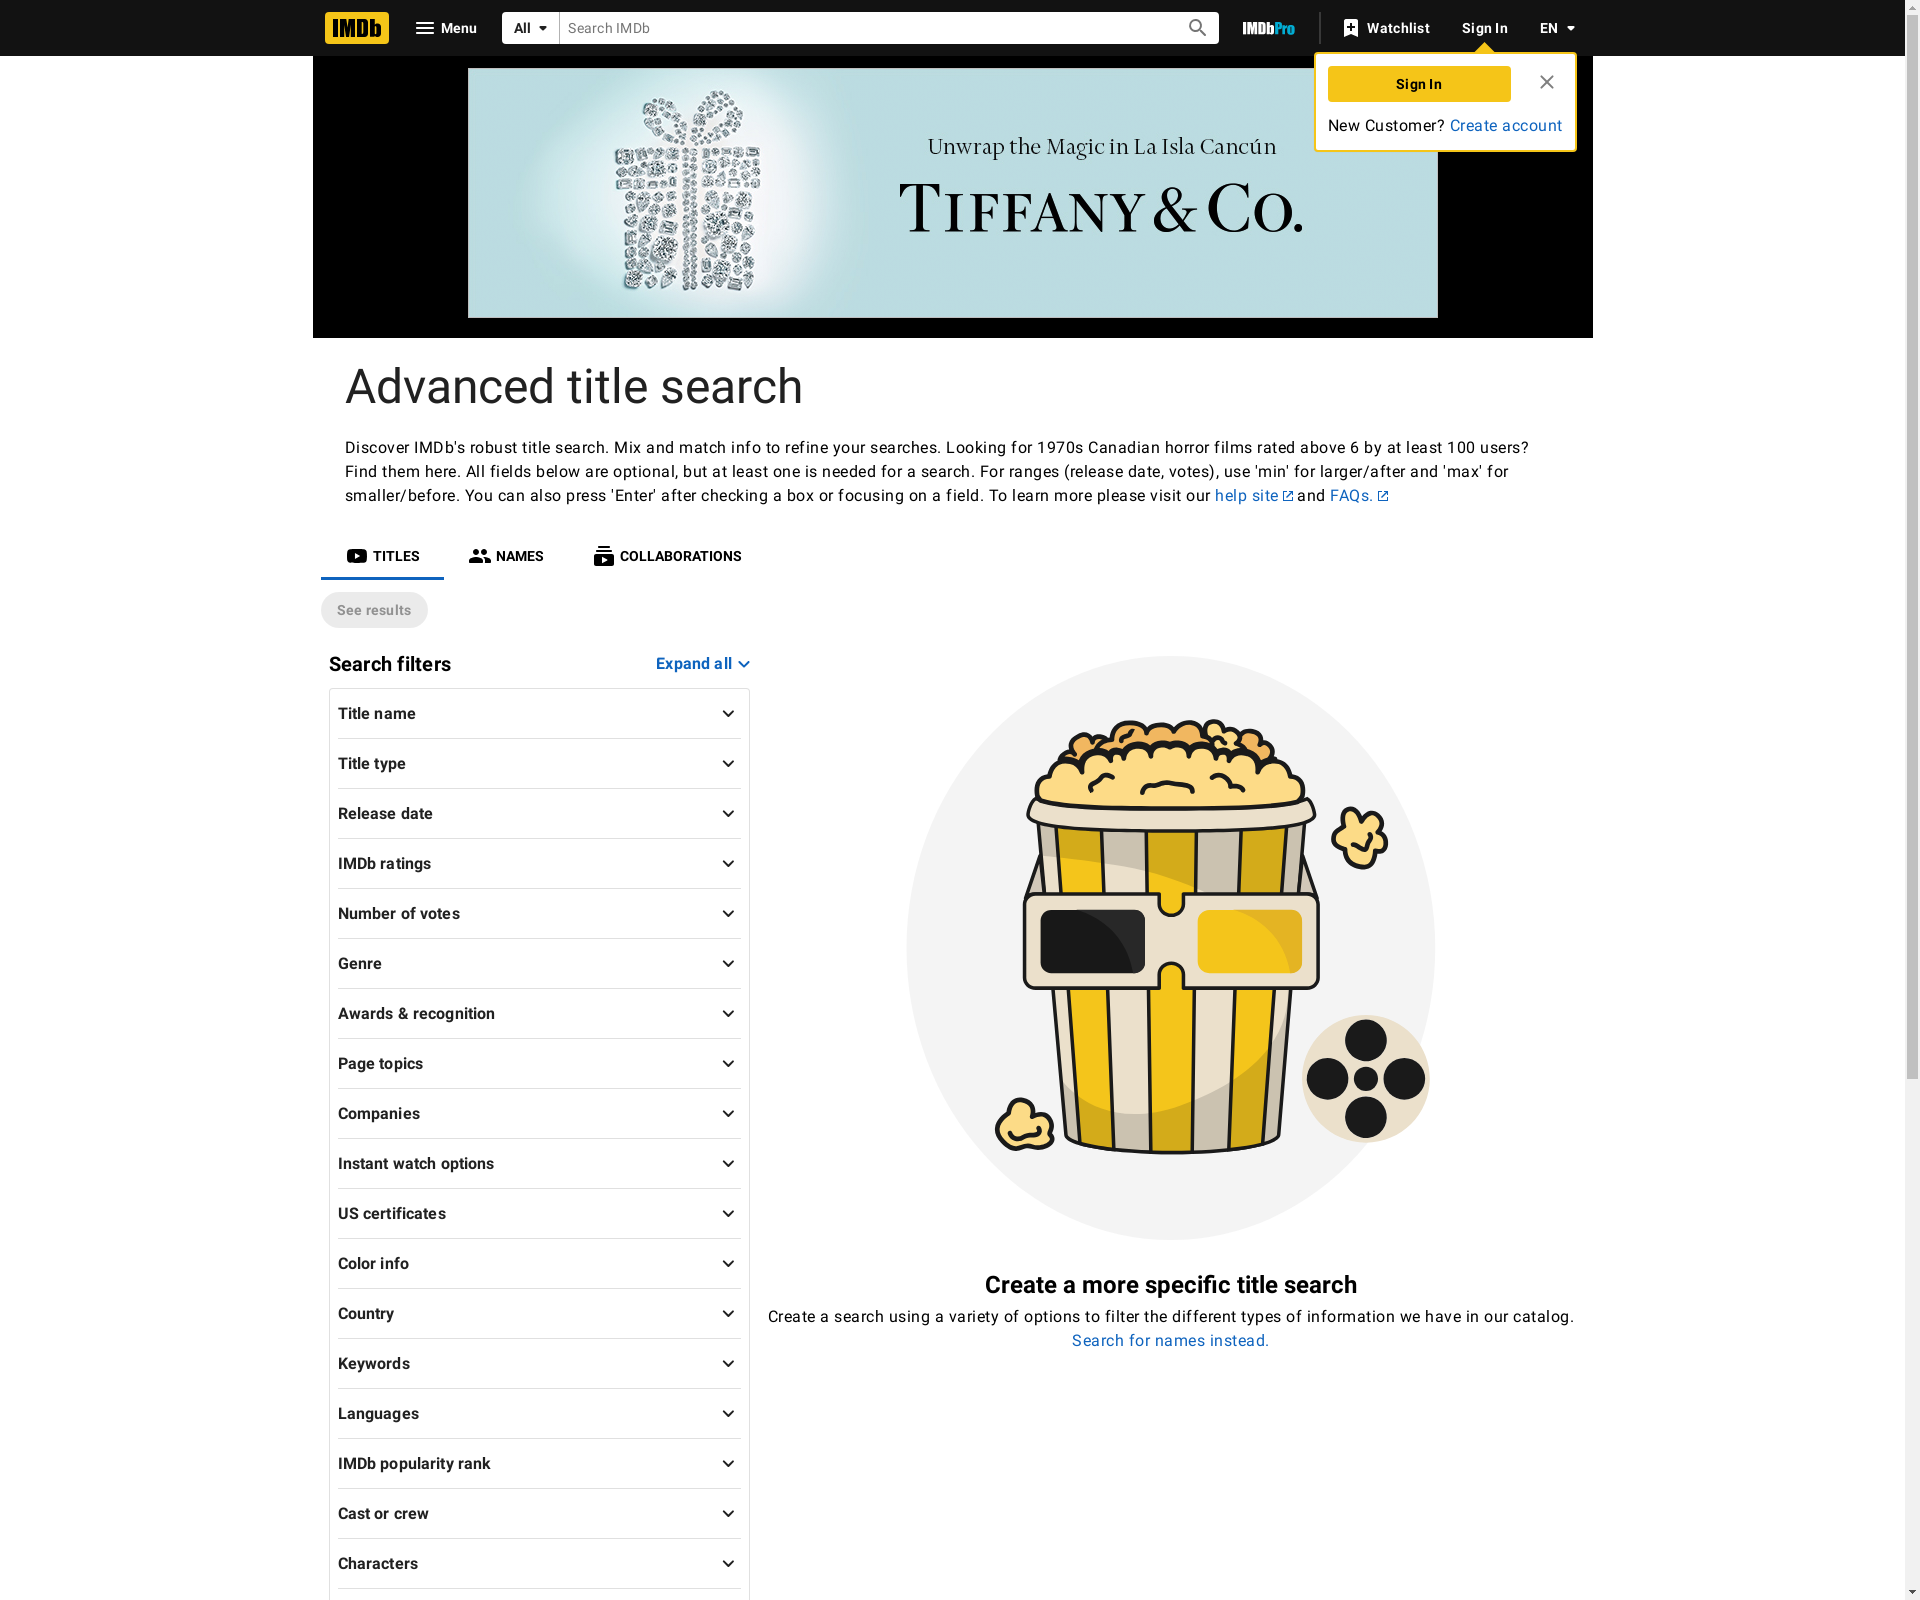 IMDb
Menu
All
Search IMDb
IMDbPro
Watchlist
Sign In
EN
Sign In
New Customer? Create account
Unwrap the Magic in La Isla Cancún
TIFFANY & CO.
Advanced title search
Discover IMDb's robust title search. Mix and match info to refine your searches. Looking for 1970s Canadian horror films rated above 6 by at least 100 users?
Find them here. All fields below are optional, but at least one is needed for a search. For ranges (release date, votes), use 'min' for larger/after and 'max' for
smaller/before. You can also press 'Enter' after checking a box or focusing on a field. To learn more please visit our help site and FAQs.
TITLES
NAMES
COLLABORATIONS
See results
Search filters
Expand all
Title name
Title type
Release date
IMDb ratings
Number of votes
Genre
Awards & recognition
Page topics
Companies
Instant watch options
US certificates
Color info
Country
Keywords
Languages
IMDb popularity rank
Cast or crew
Characters
Create a more specific title search
Create a search using a variety of options to filter the different types of information we have in our catalog.
Search for names instead.